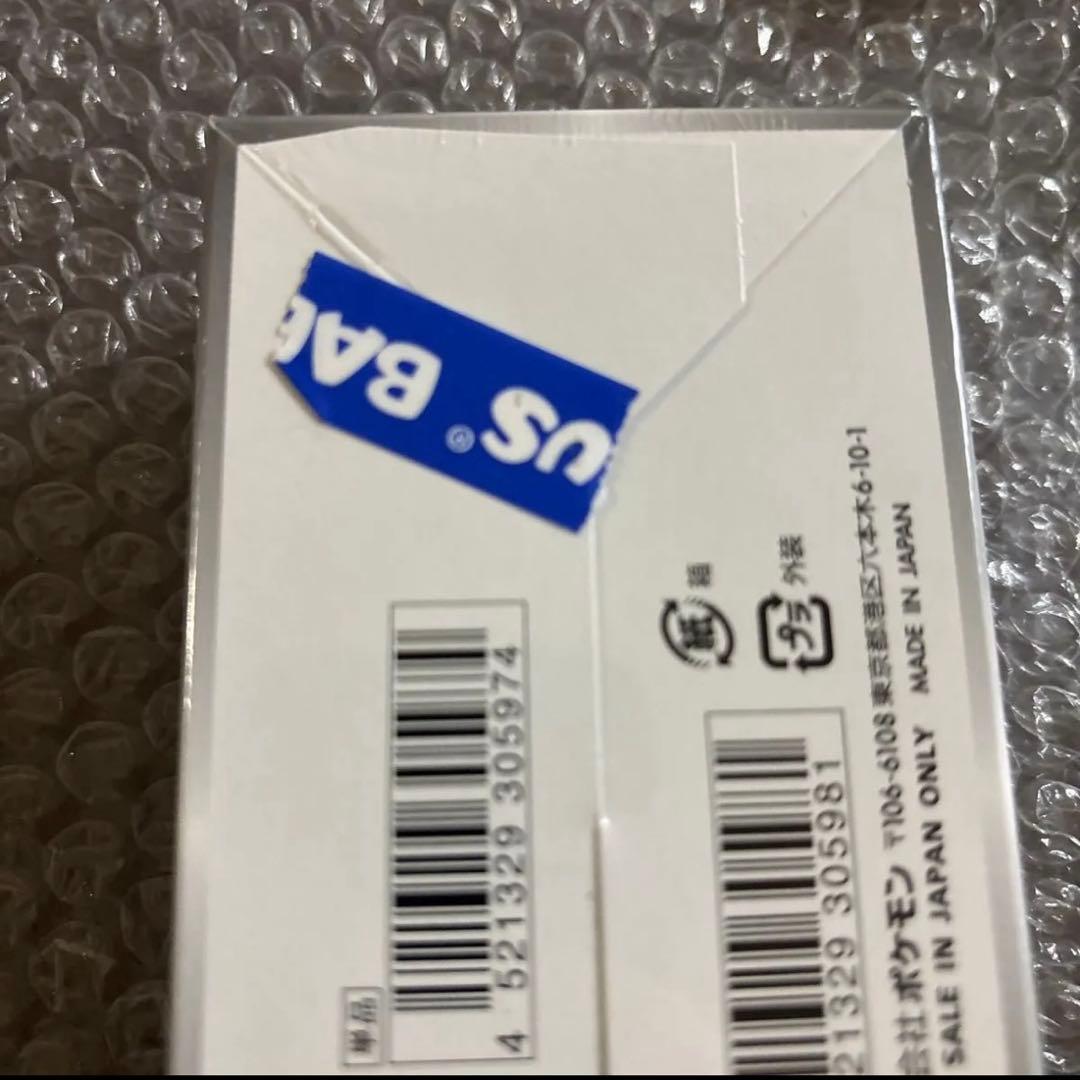 US® BAB
単品
4 521329 305974
紙 箱
プラ 外装
21329 305981
会社ポケモン 〒106-6108 東京都港区六本木6-10-1
SALE IN JAPAN ONLY MADE IN JAPAN